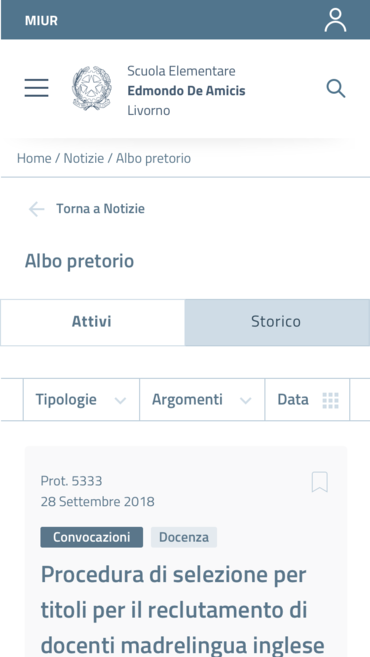 MIUR
Scuola Elementare
Edmondo De Amicis
Livorno
Home / Notizie / Albo pretorio
Torna a Notizie
Albo pretorio
Attivi
Storico
Tipologie
Argomenti
Data
Prot. 5333
28 Settembre 2018
Convocazioni
Docenza
Procedura di selezione per
titoli per il reclutamento di
docenti madrelingua inglese